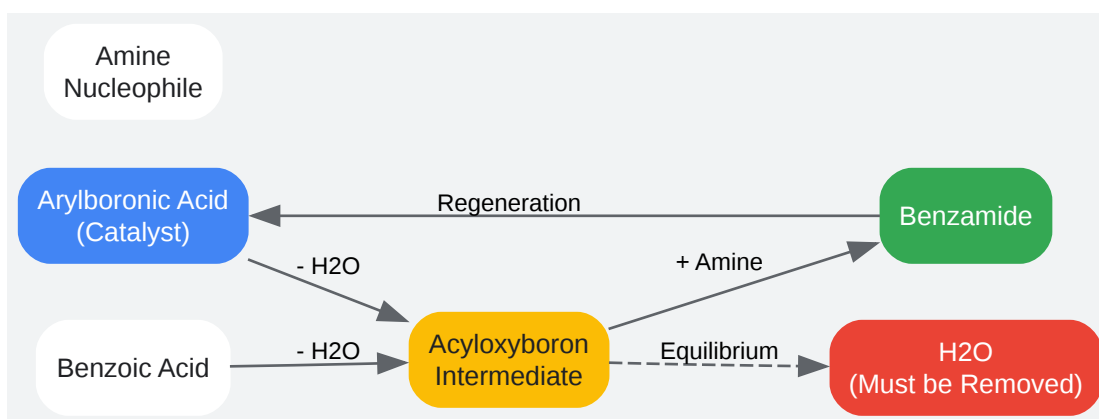 Amine
Nucleophile
Arylboronic Acid
(Catalyst)
Regeneration
Benzamide
- H2O
+ Amine
Benzoic Acid
- H2O
Acyloxyboron
Intermediate
Equilibrium
H2O
(Must be Removed)